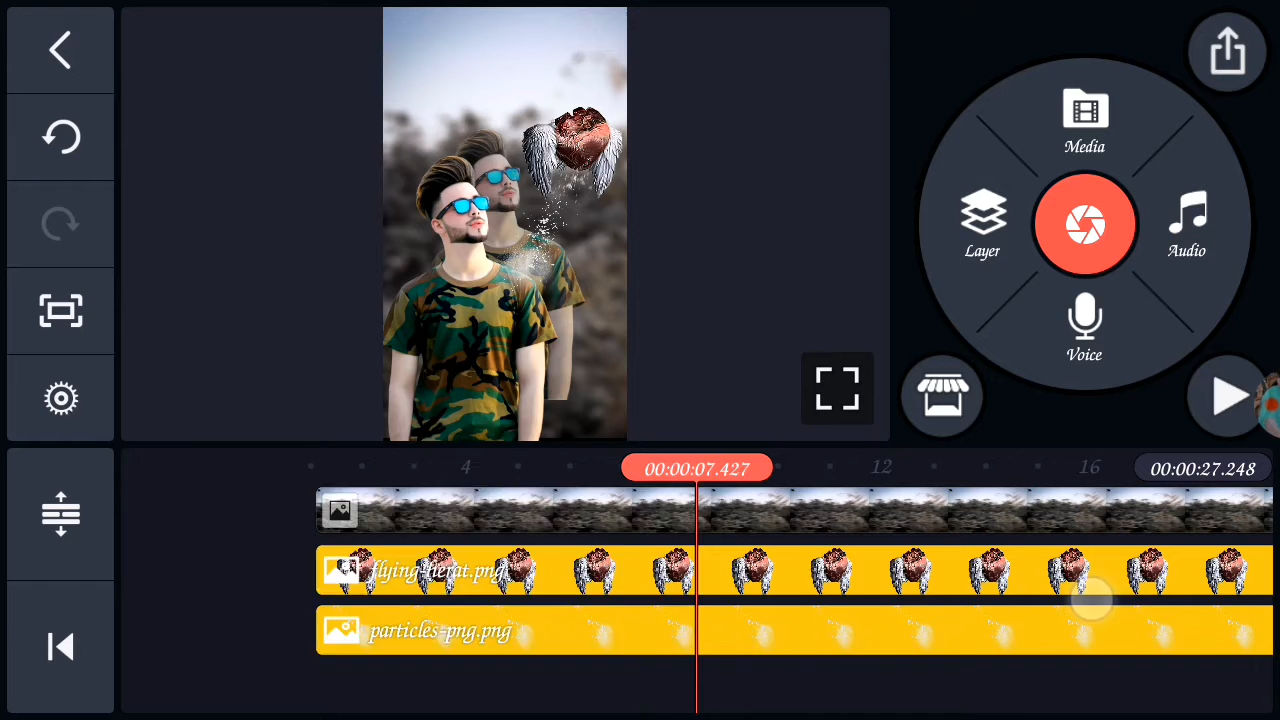 Media
Layer
Audio
Voice
4
00:00:07.427
12
16
00:00:27.248
flying-herat.png
particles-png.png